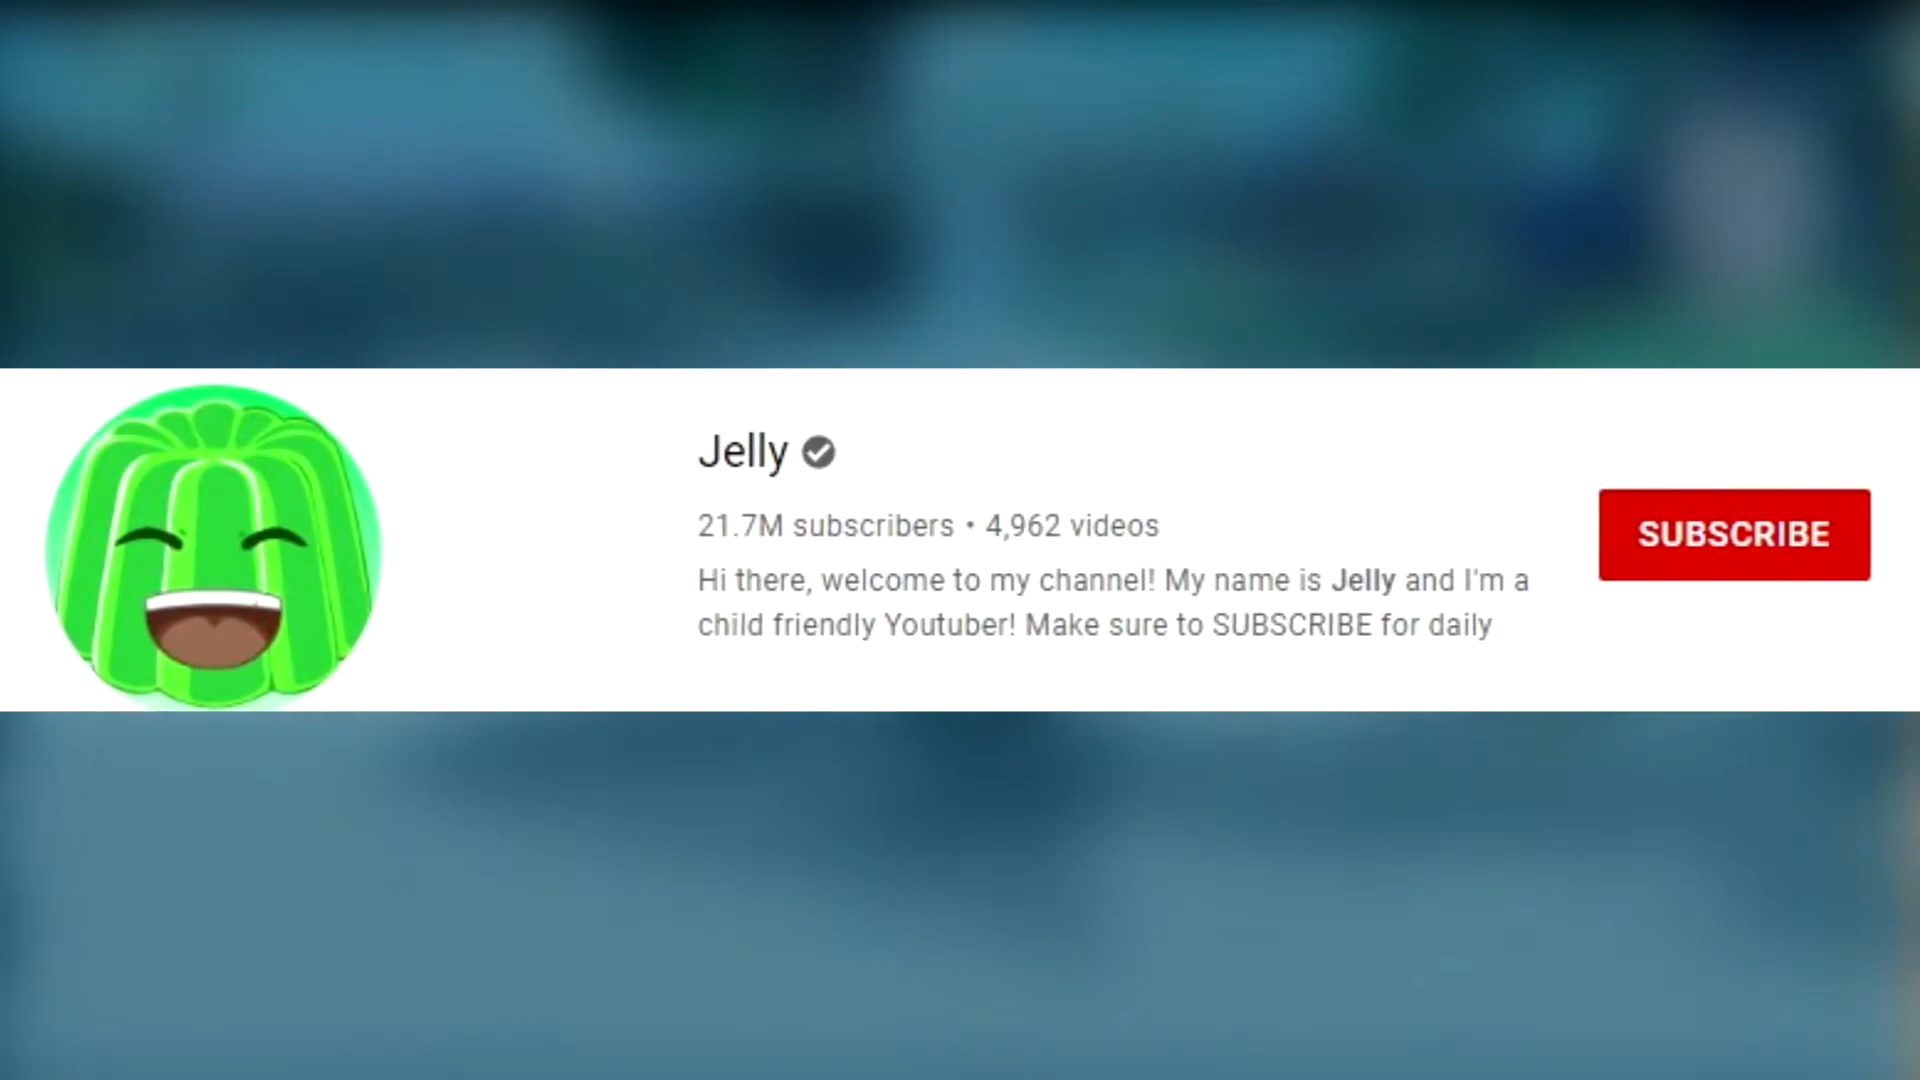 Jelly
21.7M subscribers • 4,962 videos
Hi there, welcome to my channel! My name is Jelly and I'm a
child friendly Youtuber! Make sure to SUBSCRIBE for daily
SUBSCRIBE